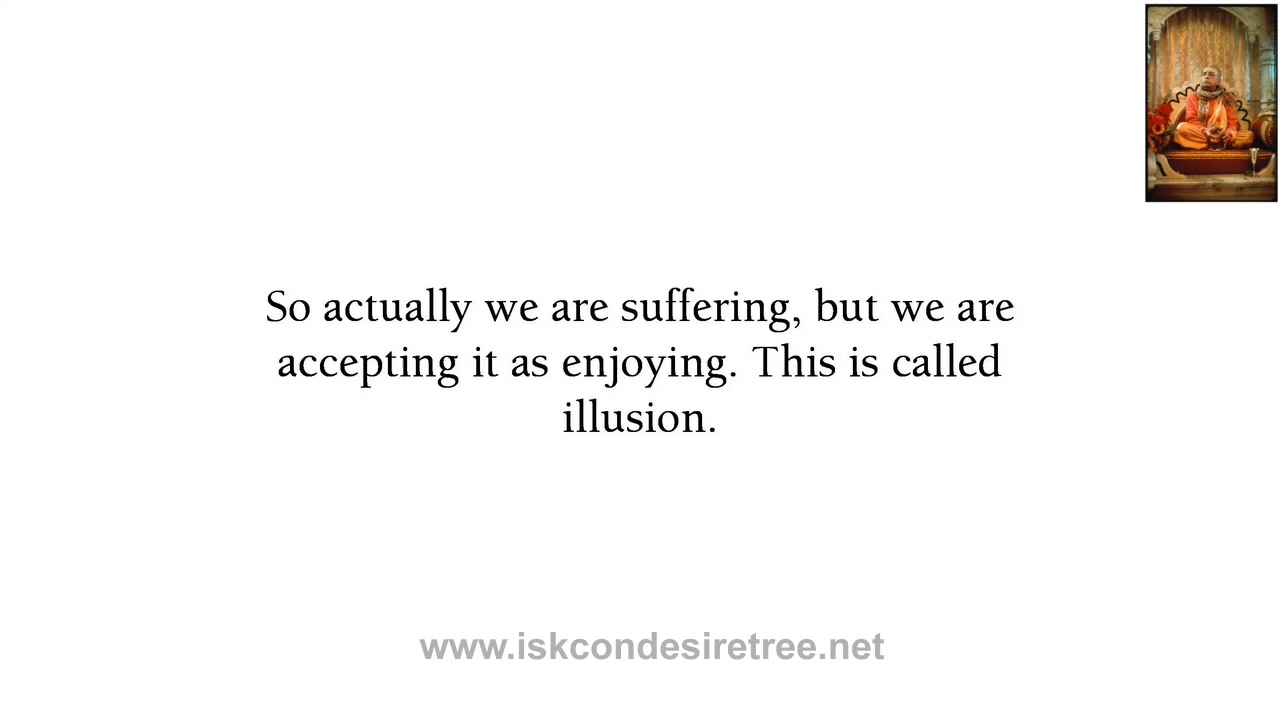 So actually we are suffering, but we are
accepting it as enjoying. This is called
illusion.
www.iskcondesiretree.net